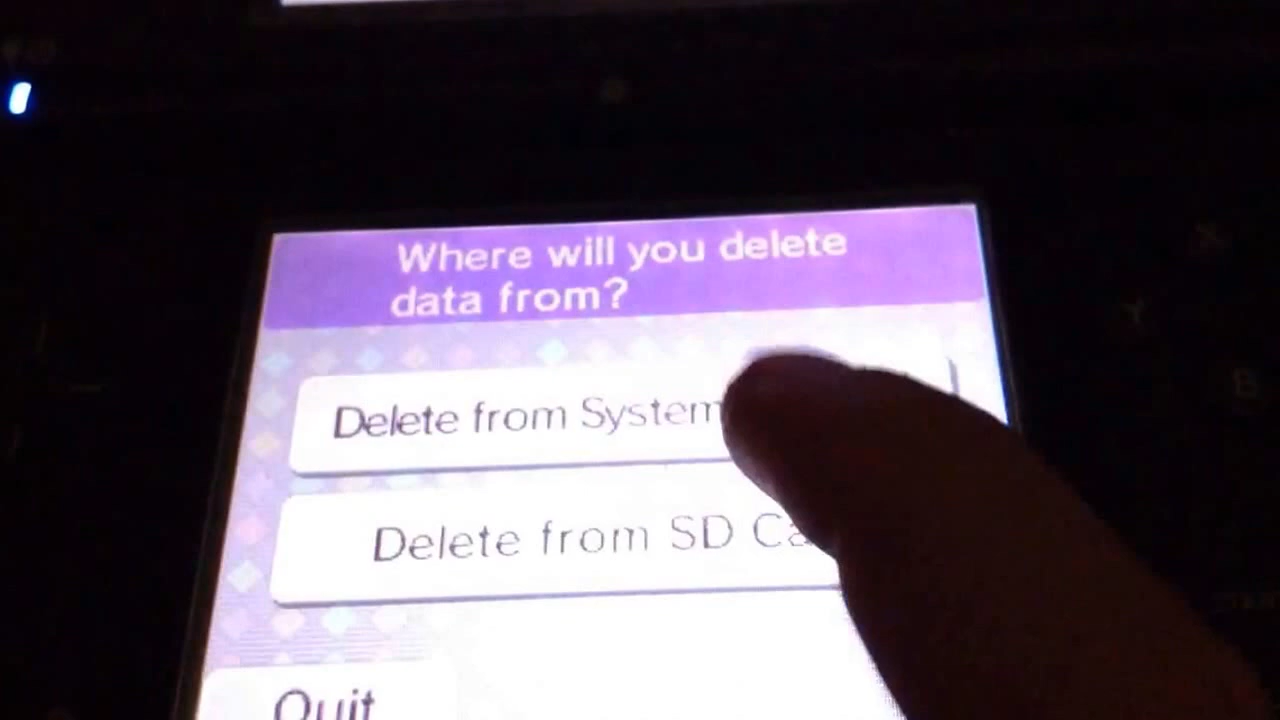 Where will you delete
data from?
Delete from System
Delete from SD
Quit
Y
B